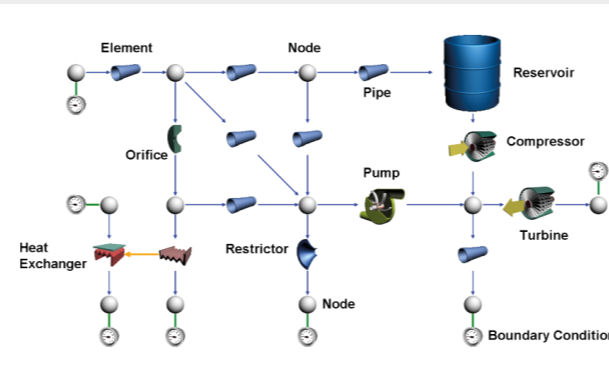 Element
Node
Reservoir
Pipe
Compressor
Orifice
Pump
Turbine
Heat
Exchanger
Restrictor
Node
Boundary Conditio